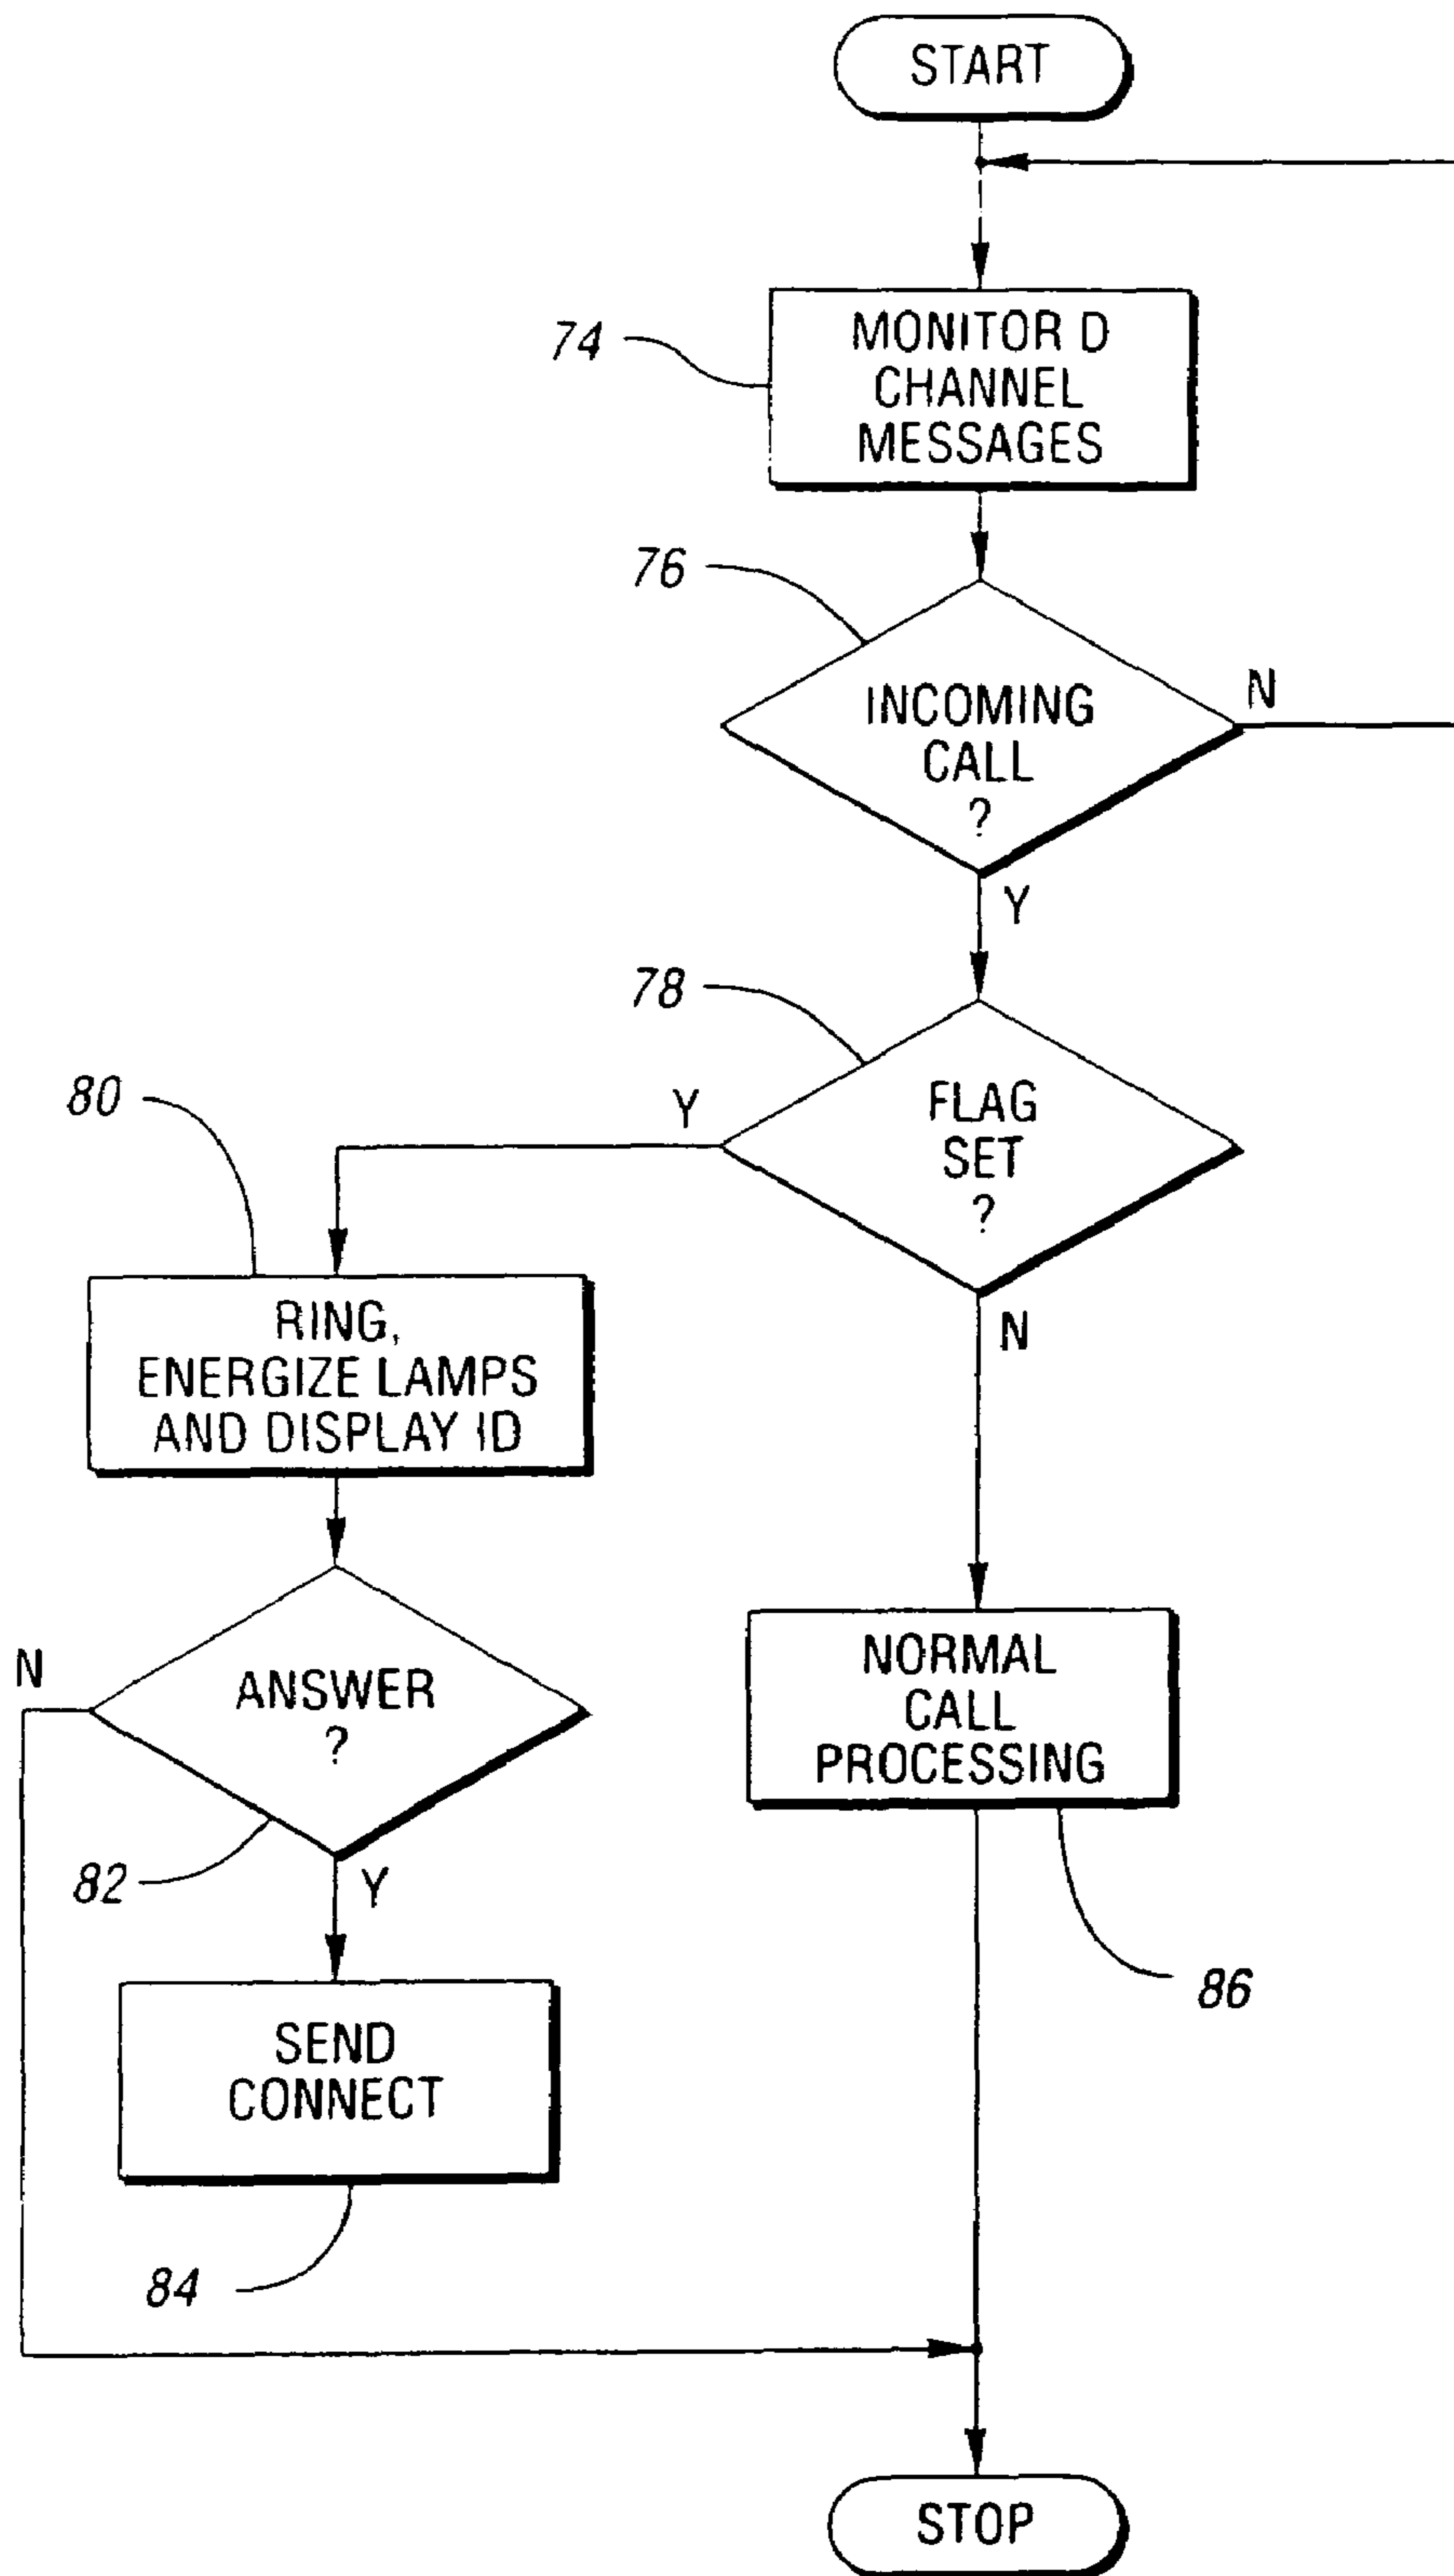 START
74
MONITOR D
CHANNEL
MESSAGES
76
INCOMING
CALL
?
N
Y
78
FLAG
SET
?
Y
N
80
RING,
ENERGIZE LAMPS
AND DISPLAY ID
ANSWER
?
N
82
Y
NORMAL
CALL
PROCESSING
86
SEND
CONNECT
84
STOP